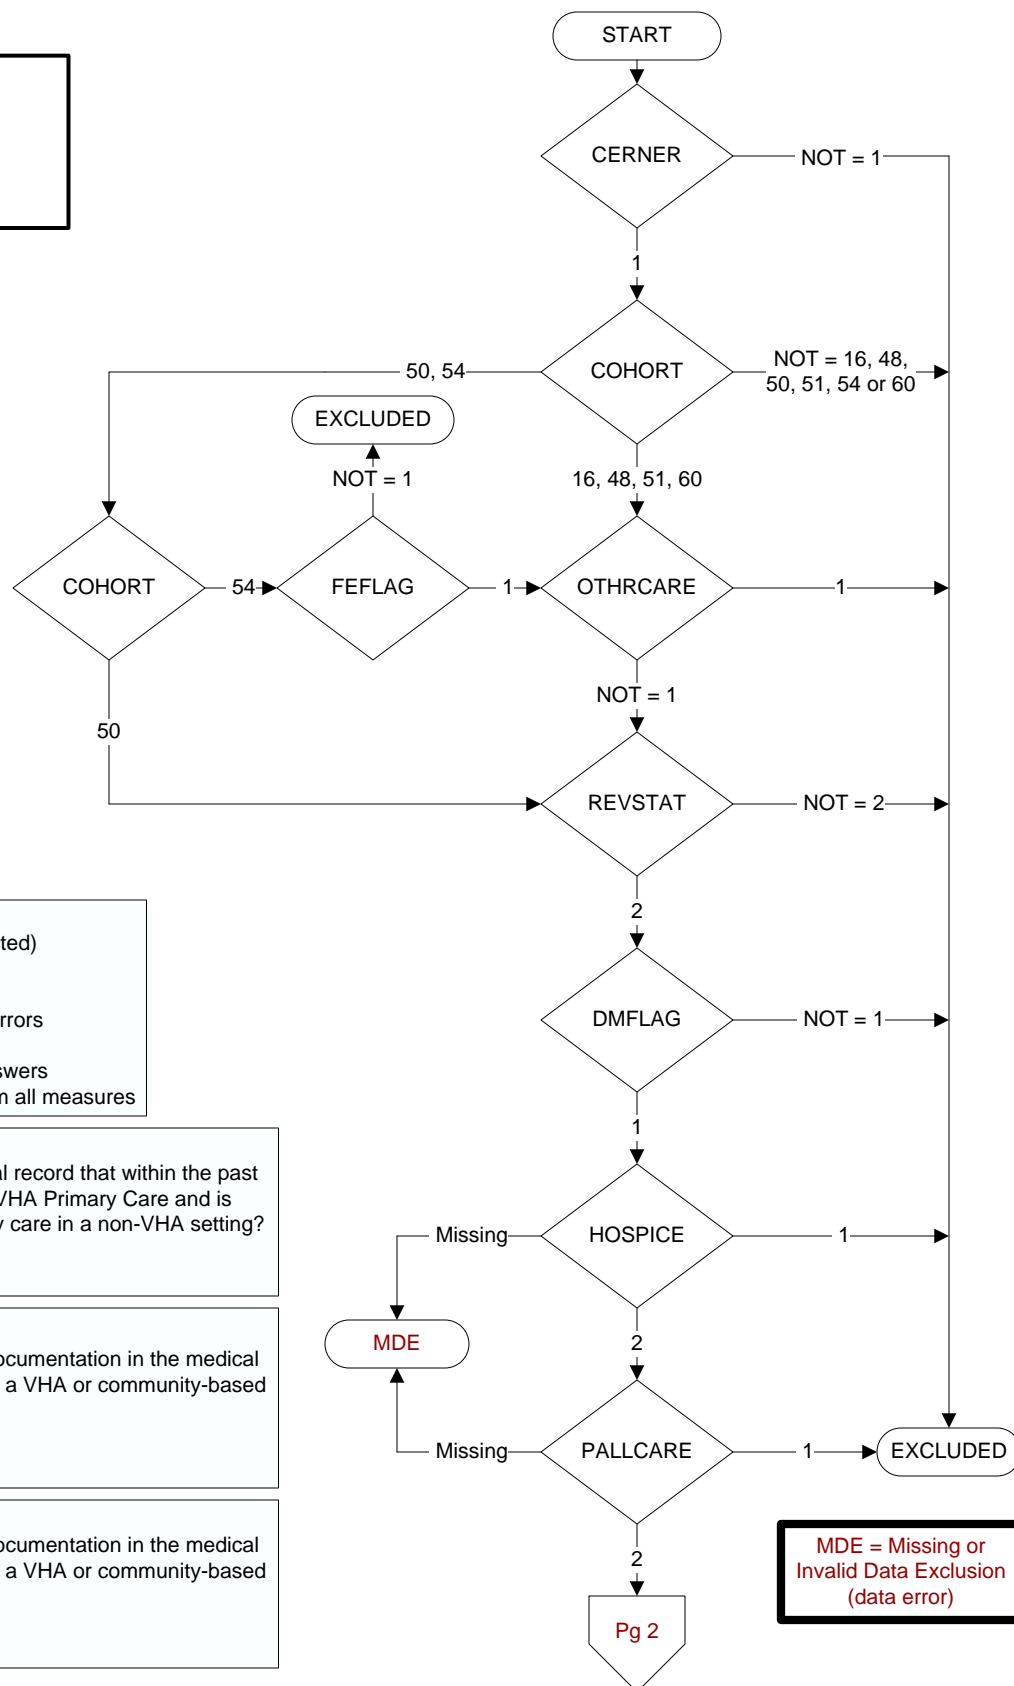 START
CERNER
NOT = 1
1
COHORT
50, 54
NOT = 16, 48,
50, 51, 54 or 60
EXCLUDED
NOT = 1
16, 48, 51, 60
COHORT
54
FEFLAG
1
OTHRCARE
1
NOT = 1
50
REVSTAT
NOT = 2
2
DMFLAG
NOT = 1
1
HOSPICE
Missing
1
MDE
2
PALLCARE
Missing
1
EXCLUDED
2
Pg 2
MDE = Missing or
Invalid Data Exclusion
(data error)
ted)
rrors
swers
m all measures
al record that within the past
VHA Primary Care and is
y care in a non-VHA setting?
ocumentation in the medical
a VHA or community-based
ocumentation in the medical
a VHA or community-based